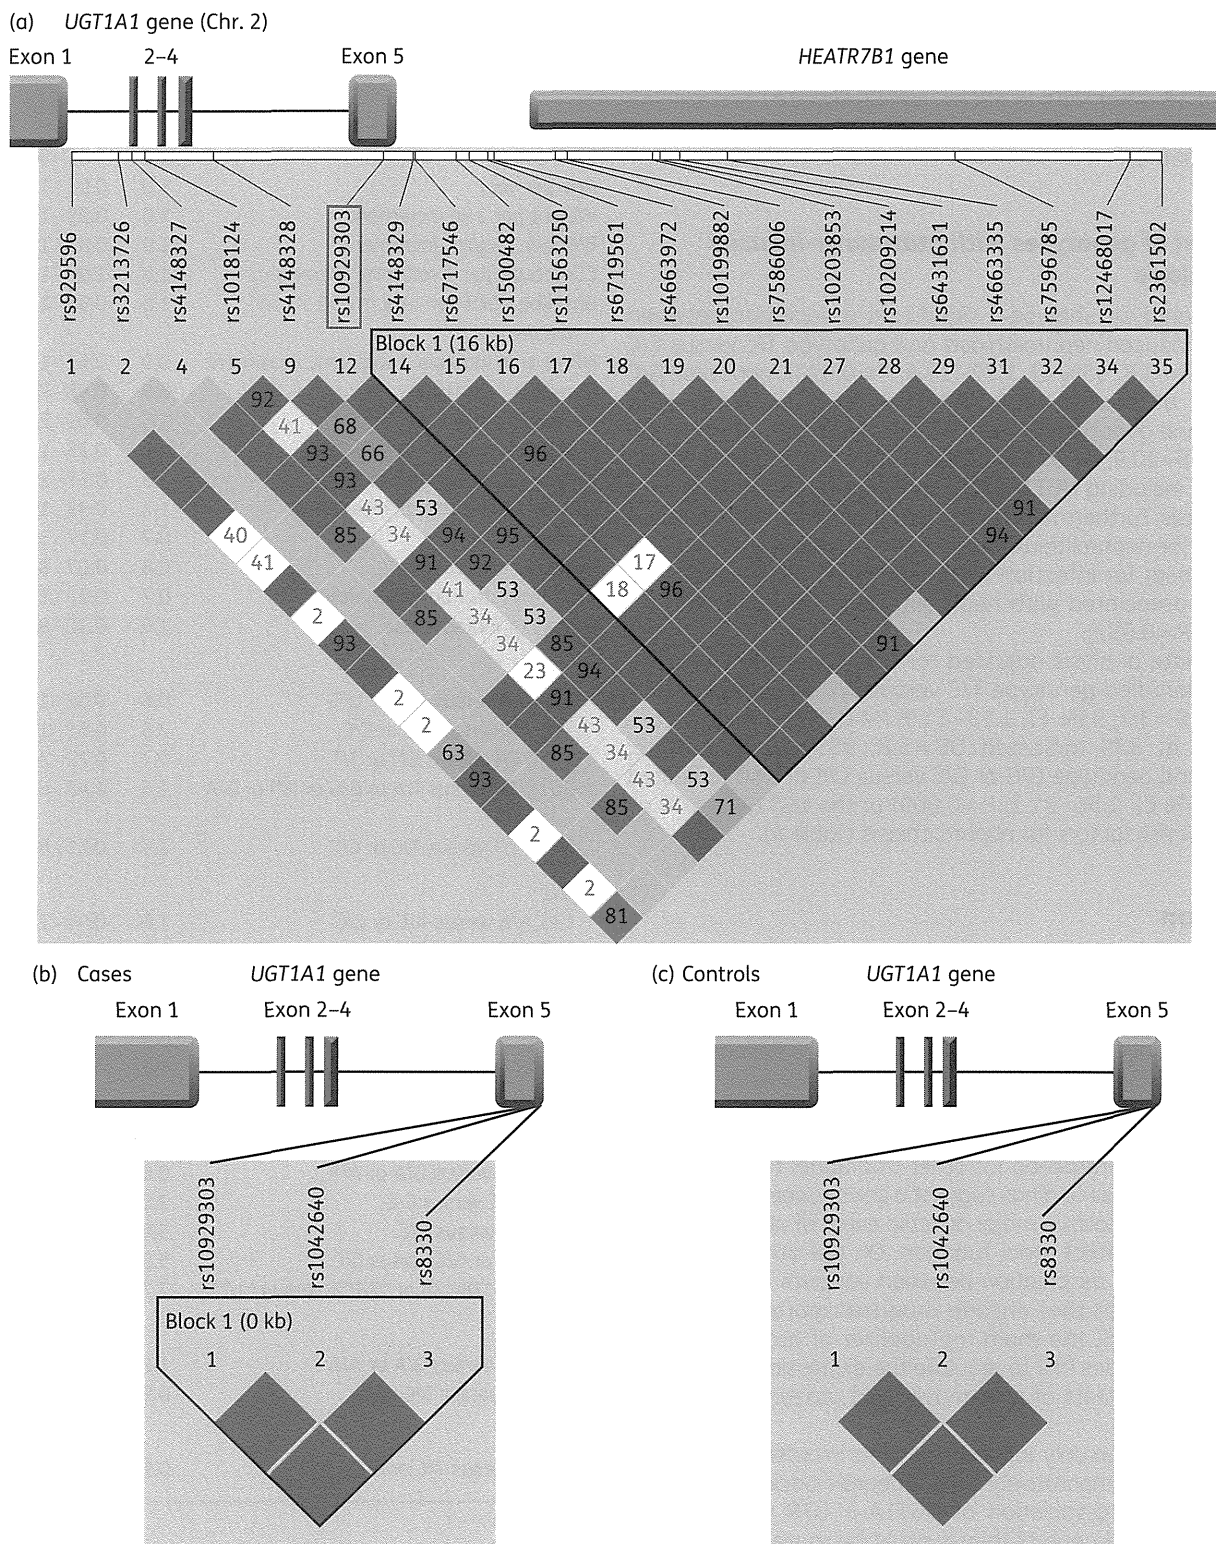 (a) UGT1A1 gene (Chr. 2)
Exon 1 2–4 Exon 5 HEATR7B1 gene
rs929596 rs3213726 rs4148327 rs1018124 rs4148328 rs10929303 rs4148329 rs6717546 rs1500482 rs11563250 rs6719561 rs4663972 rs10199882 rs7586006 rs10203853 rs10209214 rs6431631 rs4663335 rs7596785 rs12468017 rs2361502
Block 1 (16 kb)
1 2 4 5 9 12 14 15 16 17 18 19 20 21 27 28 29 31 32 34 35
92
41 68
93 66 96
93
43 53 91
85 34 94 95 94
40 91 92 17
41 41 53 18 96
2 85 34 53
93 34 85 91
23 94
2 91
2 43 53
63 85 34
93 43 53
85 34 71
2
2
81
(b) Cases UGT1A1 gene
Exon 1 Exon 2–4 Exon 5
rs10929303 rs1042640 rs8330
Block 1 (0 kb)
1 2 3
(c) Controls UGT1A1 gene
Exon 1 Exon 2–4 Exon 5
rs10929303 rs1042640 rs8330
1 2 3